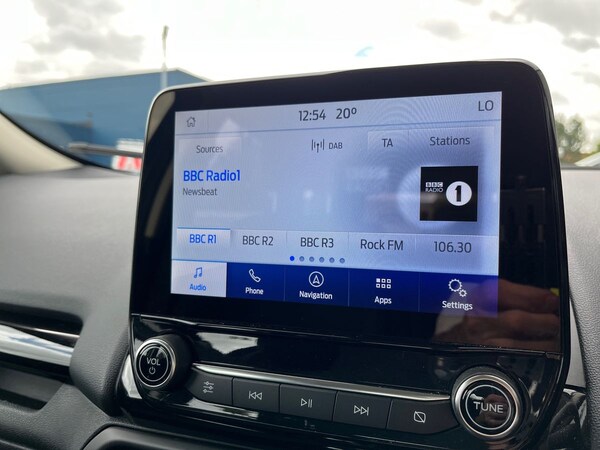 12:54 20° LO
Sources DAB TA Stations
BBC Radio1
Newsbeat
BBC
RADIO
1
BBC R1 BBC R2 BBC R3 Rock FM 106.30
Audio Phone Navigation Apps Settings
VOL
TUNE